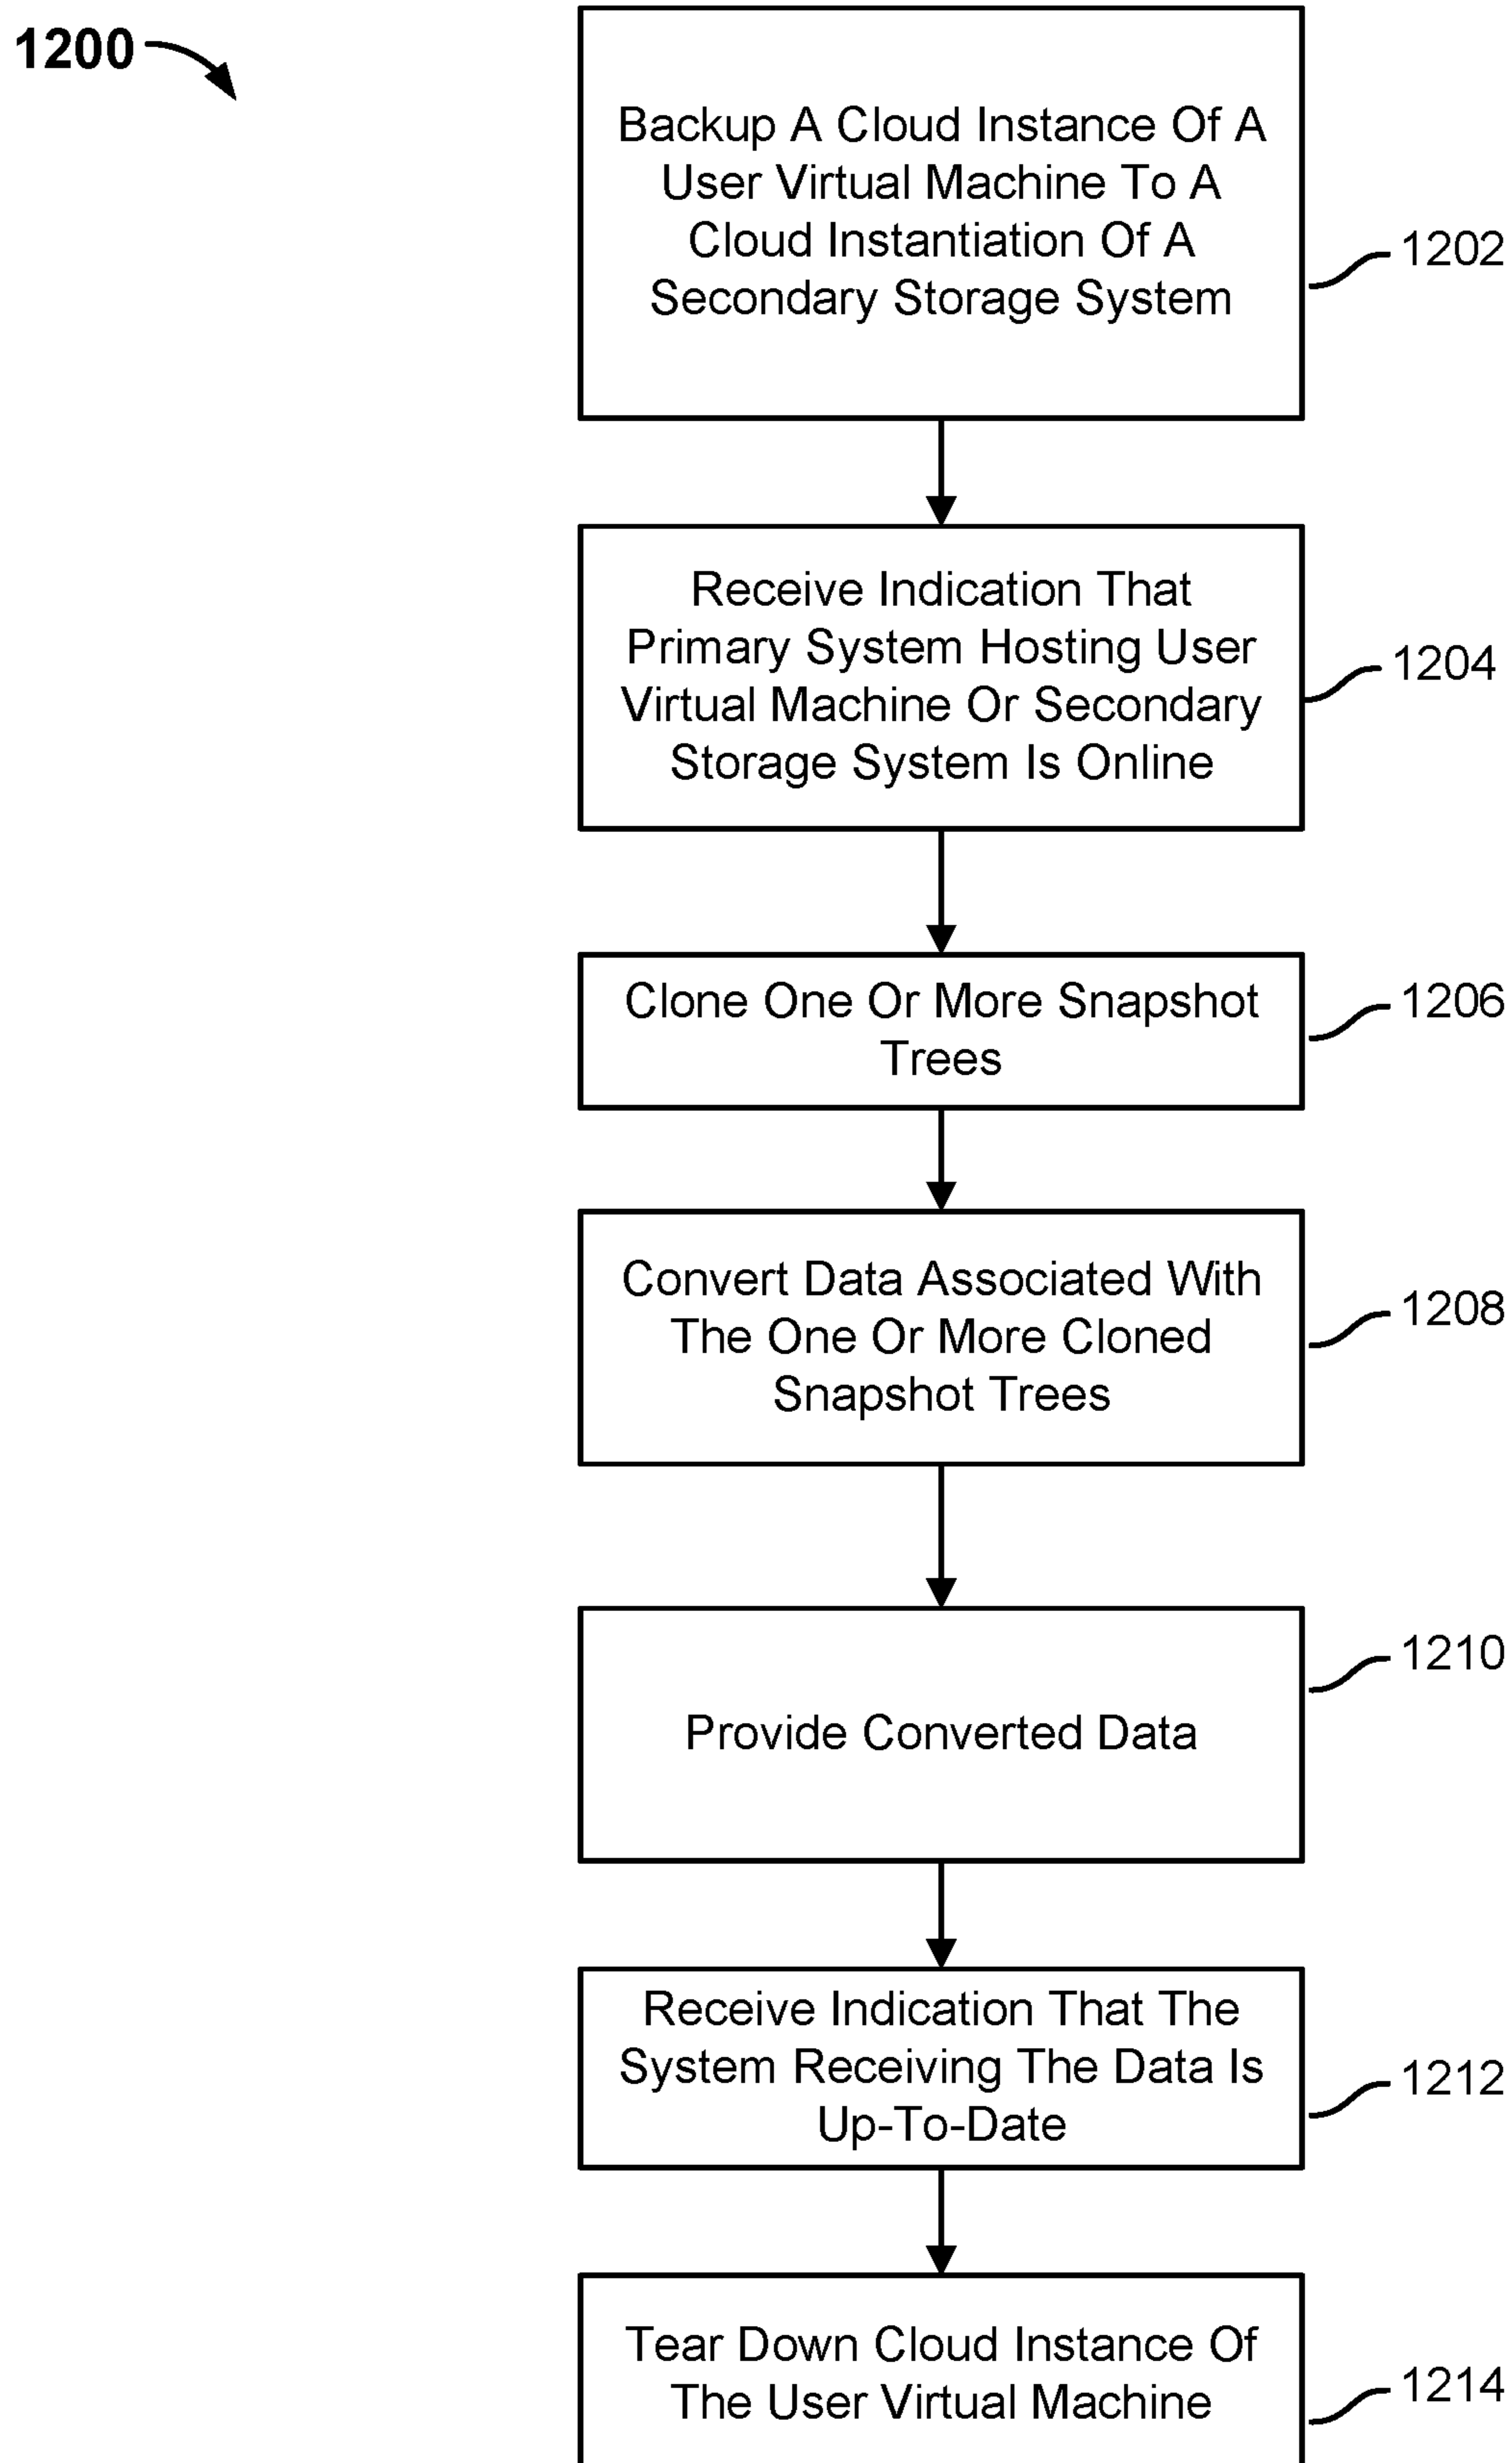 1200
Backup A Cloud Instance Of A
User Virtual Machine To A
Cloud Instantiation Of A
Secondary Storage System
1202
Receive Indication That
Primary System Hosting User
Virtual Machine Or Secondary
Storage System Is Online
1204
Clone One Or More Snapshot
Trees
1206
Convert Data Associated With
The One Or More Cloned
Snapshot Trees
1208
Provide Converted Data
1210
Receive Indication That The
System Receiving The Data Is
Up-To-Date
1212
Tear Down Cloud Instance Of
The User Virtual Machine
1214